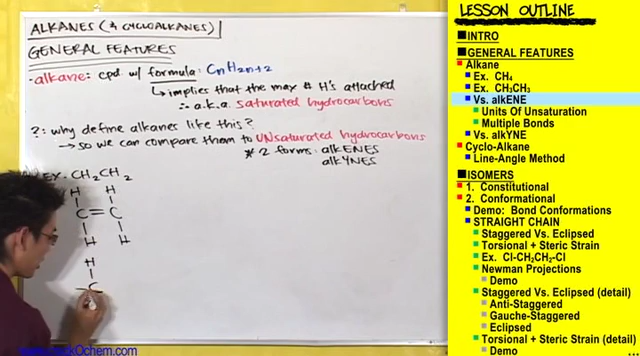 ALKANES (& CYCLOALKANES)
GENERAL FEATURES
·alkane: cpd w/ formula: CnH2n+2
implies that the max # H's attached
∴ a.k.a. saturated hydrocarbons
?: why define alkanes like this?
→ so we can compare them to UNsaturated hydrocarbons
* 2 forms: alkENES
alkYNES
EX. CH2CH2
H H
C=C
H H
H
C
LESSON OUTLINE
INTRO
GENERAL FEATURES
Alkane
Ex. CH4
Ex. CH3CH3
Vs. alkENE
Units Of Unsaturation
Multiple Bonds
Vs. alkYNE
Cyclo-Alkane
Line-Angle Method
ISOMERS
1. Constitutional
2. Conformational
Demo: Bond Conformations
STRAIGHT CHAIN
Staggered Vs. Eclipsed
Torsional + Steric Strain
Ex. Cl-CH2CH2-Cl
Newman Projections
Demo
Staggered Vs. Eclipsed (detail)
Anti-Staggered
Gauche-Staggered
Eclipsed
Torsional + Steric Strain (detail)
Demo